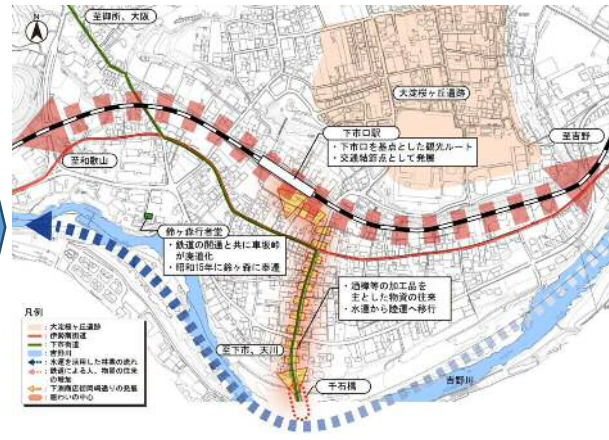 至御所、大阪
N
大淀桜ヶ丘遺跡
下市口駅
・下市口を基点とした観光ルート
・交通結節点として発展
至吉野
至和歌山
鈴ヶ森行者堂
・鉄道の開通と共に車坂峠
が廃道化
・昭和15年に鈴ヶ森に奉遷
・酒樽等の加工品を
主とした物資の往来
・水運から陸運へ移行
凡例
：大淀桜ヶ丘遺跡
：伊勢南街道
：下市街道
：吉野川
：水運を活用した林業の流れ
：鉄道による人、物資の往来
の増加
：下渕商店街岡崎通りの発展
：賑わいの中心
至下市、天川
千石橋
吉野川